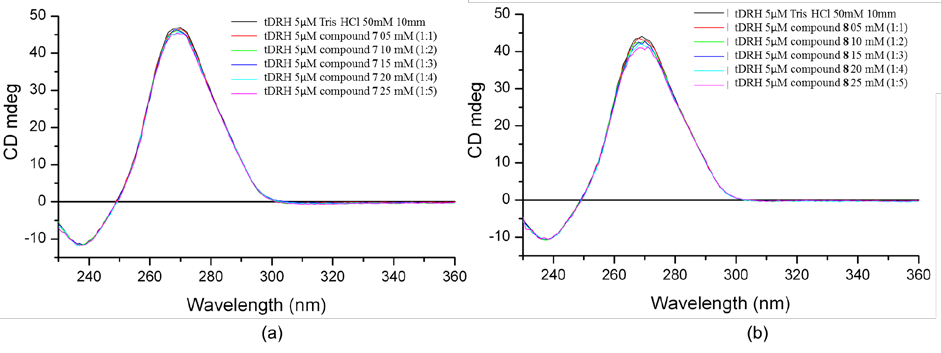 tDRH 5µM Tris HCl 50mM 10mm
tDRH 5µM compound 7 05 mM (1:1)
tDRH 5µM compound 7 10 mM (1:2)
tDRH 5µM compound 7 15 mM (1:3)
tDRH 5µM compound 7 20 mM (1:4)
tDRH 5µM compound 7 25 mM (1:5)
50
40
30
20
10
0
-10
CD mdeg
240 260 280 300 320 340 360
Wavelength (nm)
(a)
tDRH 5µM Tris HCl 50mM 10mm
tDRH 5µM compound 8 05 mM (1:1)
tDRH 5µM compound 8 10 mM (1:2)
tDRH 5µM compound 8 15 mM (1:3)
tDRH 5µM compound 8 20 mM (1:4)
tDRH 5µM compound 8 25 mM (1:5)
50
40
30
20
10
0
-10
CD mdeg
240 260 280 300 320 340 360
Wavelength (nm)
(b)